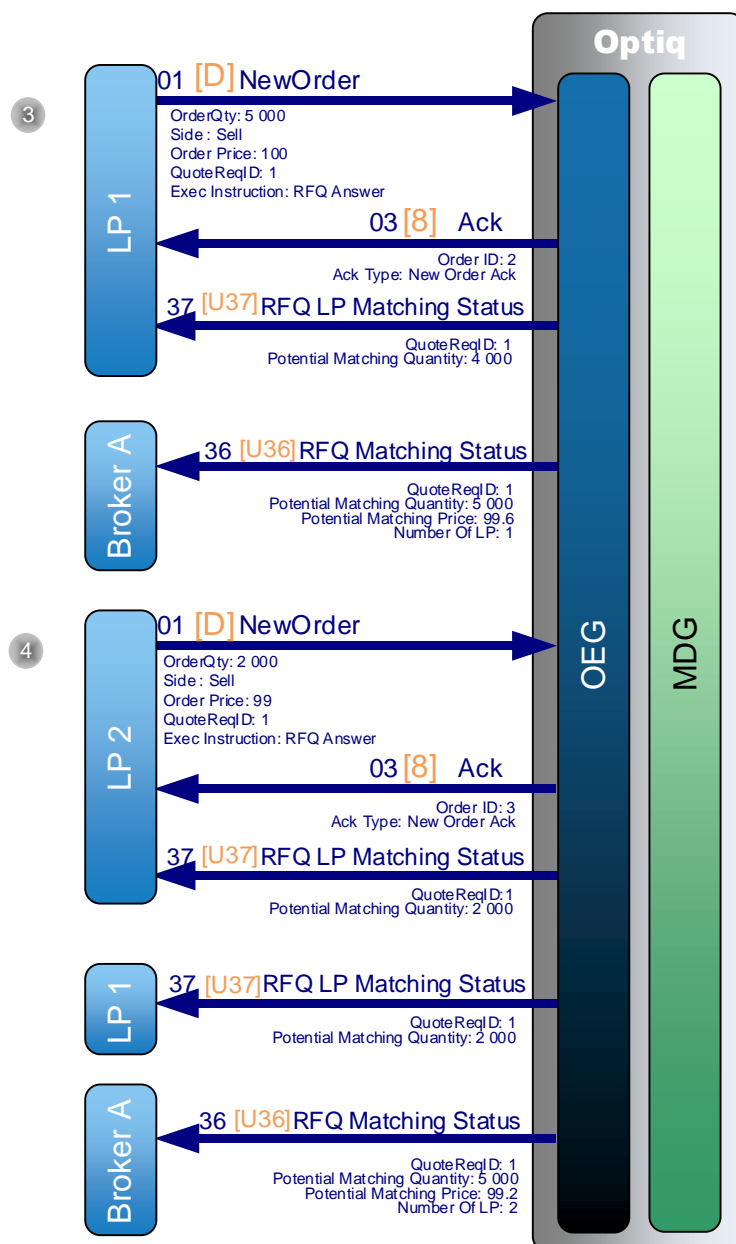 Optiq
3
LP 1
01 [D] NewOrder
OrderQty: 5 000
Side : Sell
Order Price: 100
QuoteReqID: 1
Exec Instruction: RFQ Answer
03 [8] Ack
Order ID: 2
Ack Type: New Order Ack
37 [U37] RFQ LP Matching Status
QuoteReqID: 1
Potential Matching Quantity: 4 000
Broker A
36 [U36] RFQ Matching Status
QuoteReqID: 1
Potential Matching Quantity: 5 000
Potential Matching Price: 99.6
Number Of LP: 1
OEG
MDG
4
LP 2
01 [D] NewOrder
OrderQty: 2 000
Side : Sell
Order Price: 99
QuoteReqID: 1
Exec Instruction: RFQ Answer
03 [8] Ack
Order ID: 3
Ack Type: New Order Ack
37 [U37] RFQ LP Matching Status
QuoteReqID:1
Potential Matching Quantity: 2 000
LP 1
37 [U37] RFQ LP Matching Status
QuoteReqID: 1
Potential Matching Quantity: 2 000
Broker A
36 [U36] RFQ Matching Status
QuoteReqID: 1
Potential Matching Quantity: 5 000
Potential Matching Price: 99.2
Number Of LP: 2